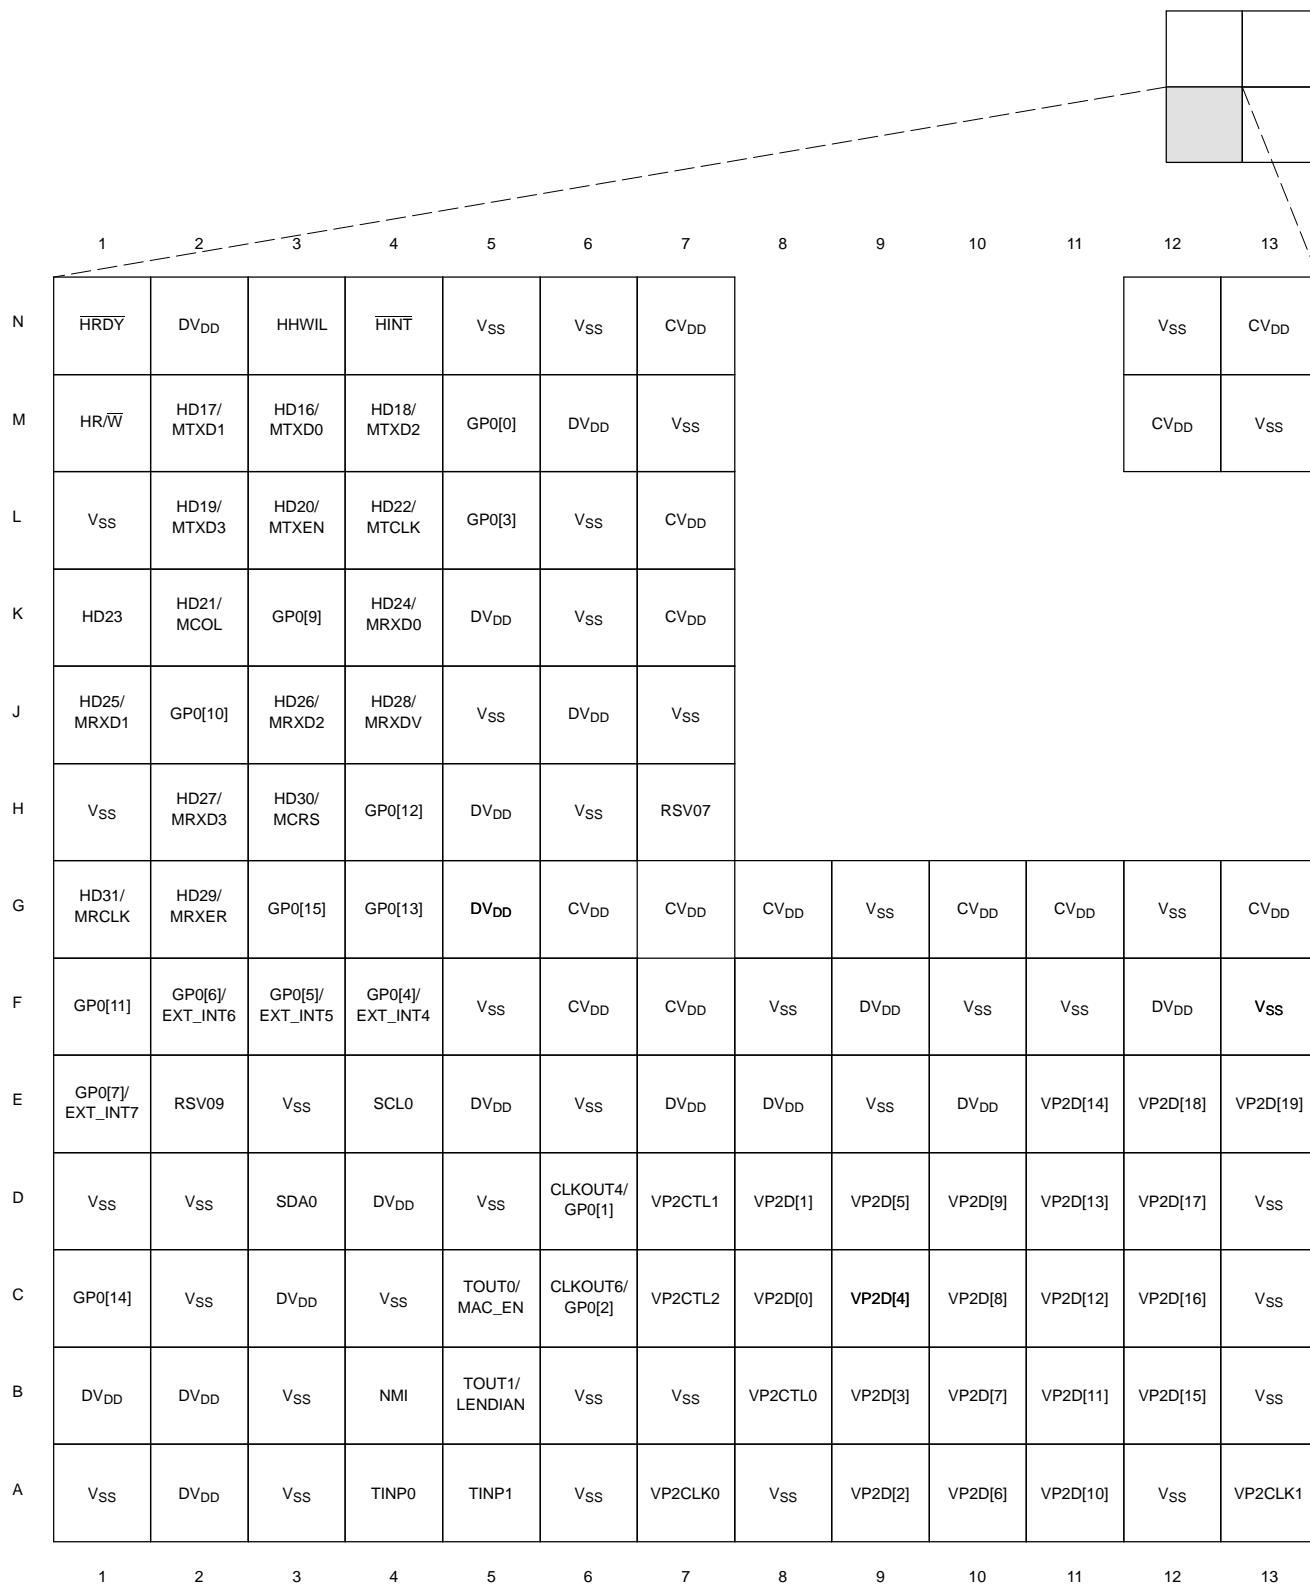 1 2 3 4 5 6 7 8 9 10 11 12 13
N HRDY DVDD HHWIL HINT VSS VSS CVDD VSS CVDD
M HR/W HD17/ HD16/ HD18/ GP0[0] DVDD VSS CVDD VSS
MTXD1 MTXD0 MTXD2
L VSS HD19/ HD20/ HD22/ GP0[3] VSS CVDD
MTXD3 MTXEN MTCLK
K HD23 HD21/ GP0[9] HD24/ DVDD VSS CVDD
MCOL MRXD0
J HD25/ GP0[10] HD26/ HD28/ VSS DVDD VSS
MRXD1 MRXD2 MRXDV
H VSS HD27/ HD30/ GP0[12] DVDD VSS RSV07
MRXD3 MCRS
G HD31/ HD29/ GP0[15] GP0[13] DVDD CVDD CVDD CVDD VSS CVDD CVDD VSS CVDD
MRCLK MRXER
F GP0[11] GP0[6]/ GP0[5]/ GP0[4]/ VSS CVDD CVDD VSS DVDD VSS VSS DVDD VSS
EXT_INT6 EXT_INT5 EXT_INT4
E GP0[7]/ RSV09 VSS SCL0 DVDD VSS DVDD DVDD VSS DVDD VP2D[14] VP2D[18] VP2D[19]
EXT_INT7
D VSS VSS SDA0 DVDD VSS CLKOUT4/ VP2CTL1 VP2D[1] VP2D[5] VP2D[9] VP2D[13] VP2D[17] VSS
GP0[1]
C GP0[14] VSS DVDD VSS TOUT0/ CLKOUT6/ VP2CTL2 VP2D[0] VP2D[4] VP2D[8] VP2D[12] VP2D[16] VSS
MAC_EN GP0[2]
B DVDD DVDD VSS NMI TOUT1/ VSS VSS VP2CTL0 VP2D[3] VP2D[7] VP2D[11] VP2D[15] VSS
LENDIAN
A VSS DVDD VSS TINP0 TINP1 VSS VP2CLK0 VSS VP2D[2] VP2D[6] VP2D[10] VSS VP2CLK1
1 2 3 4 5 6 7 8 9 10 11 12 13